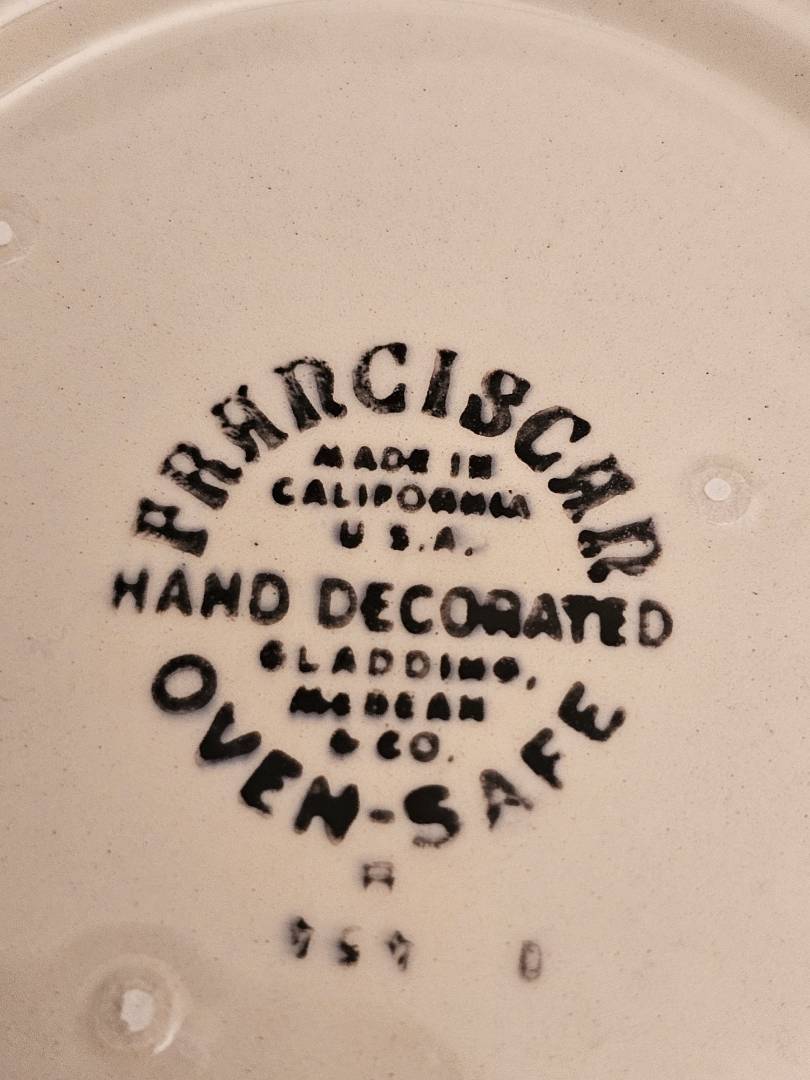 FRANCISCAN
MADE IN
CALIFORNIA
U.S.A.
HAND DECORATED
GLADDING,
McBEAN
& CO.
OVEN-SAFE